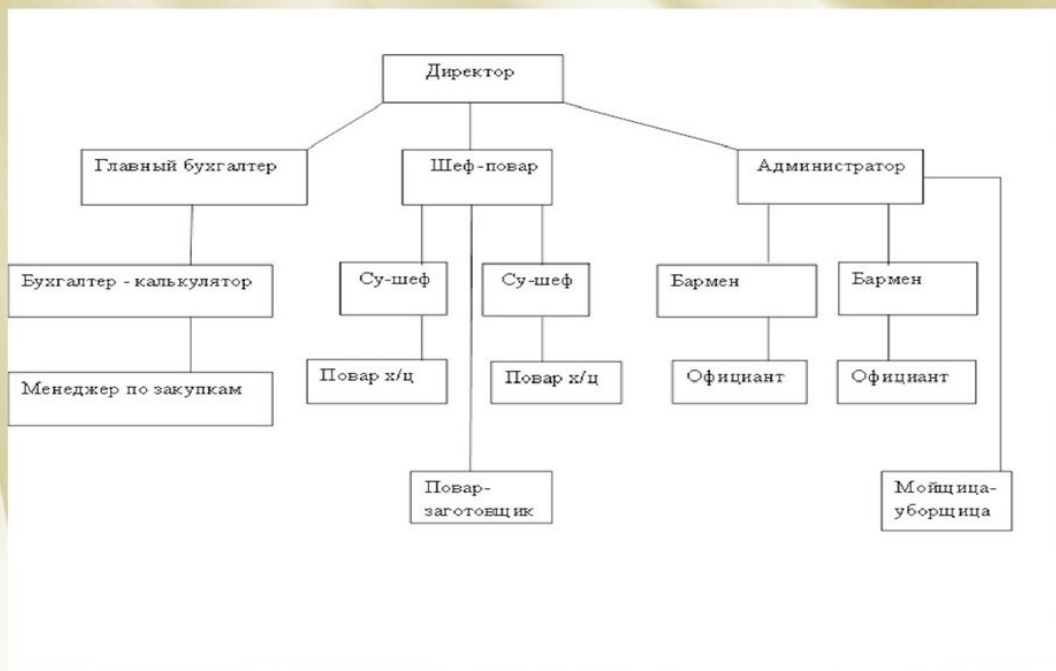 Директор
Главный бухгалтер
Шеф-повар
Администратор
Бухгалтер - калькулятор
Су-шеф
Су-шеф
Бармен
Бармен
Менеджер по закупкам
Повар х/ц
Повар х/ц
Официант
Официант
Повар-
заготовщик
Мойщица-
уборщица